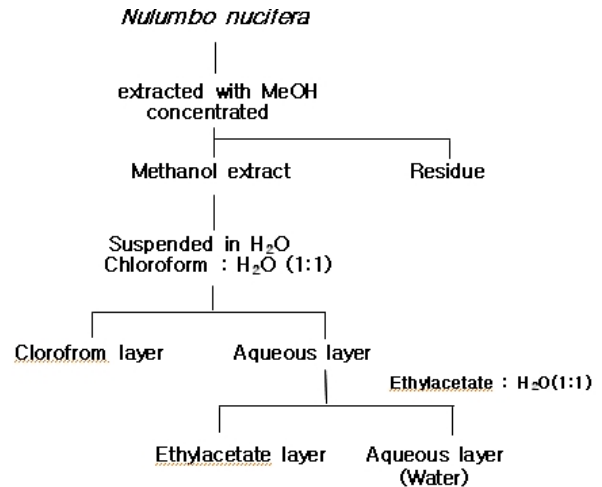 Nulumbo nucifera
extracted with MeOH
concentrated
Methanol extract
Residue
Suspended in H₂O
Chloroform : H₂O (1:1)
Clorofrom layer
Aqueous layer
Ethylacetate : H₂O(1:1)
Ethylacetate layer
Aqueous layer
(Water)